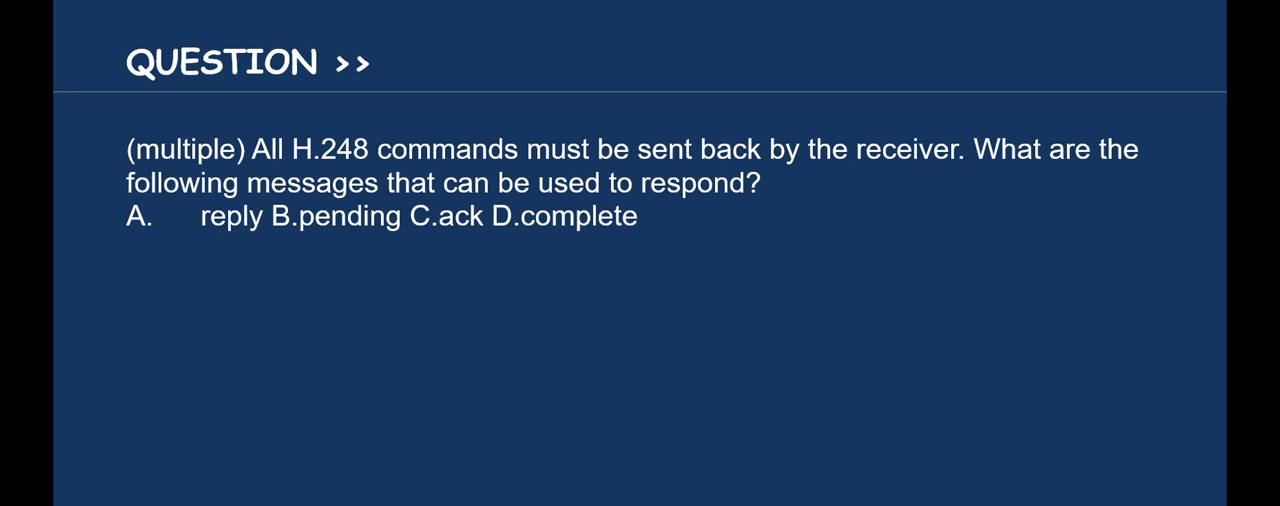 QUESTION >>
(multiple) All H.248 commands must be sent back by the receiver. What are the
following messages that can be used to respond?
A. reply B.pending C.ack D.complete